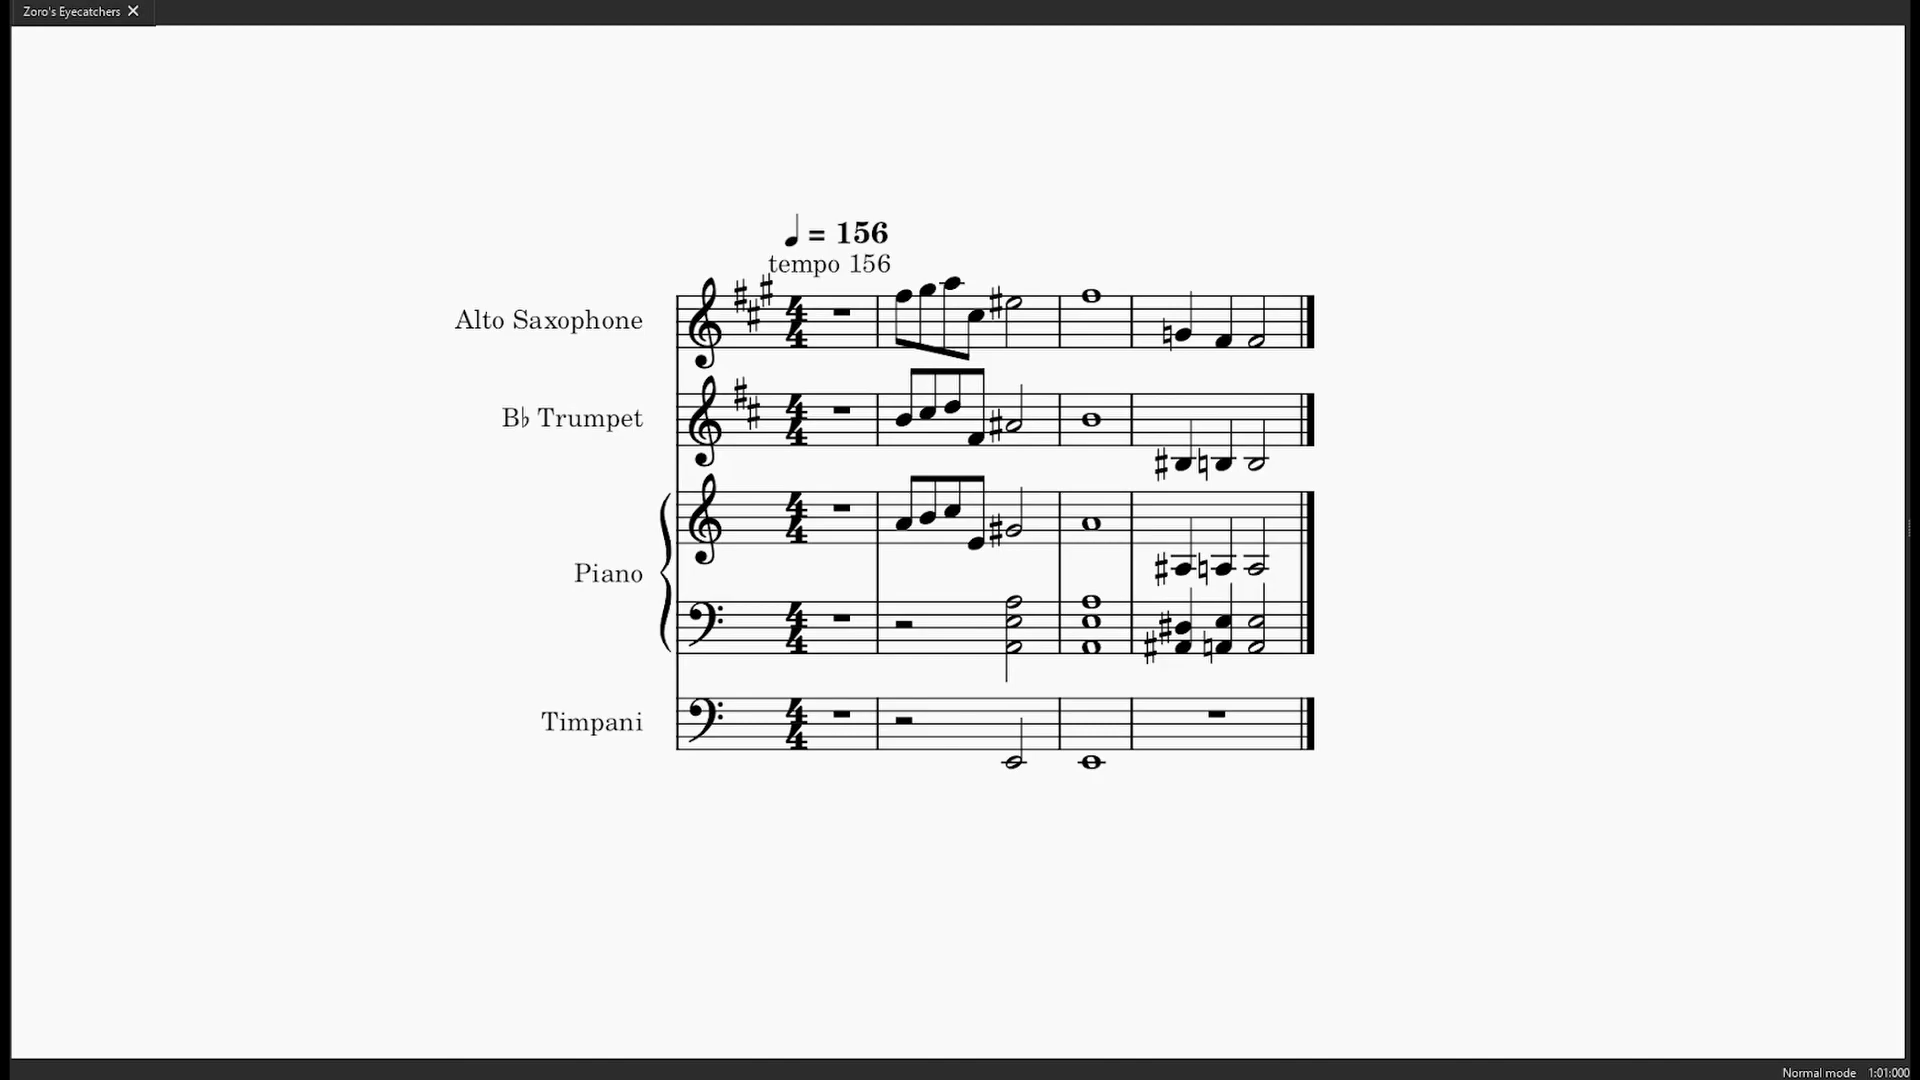 Zoro's Eyecatchers
= 156
tempo 156
Alto Saxophone
B♭ Trumpet
Piano
Timpani
Normal mode 1:01:000